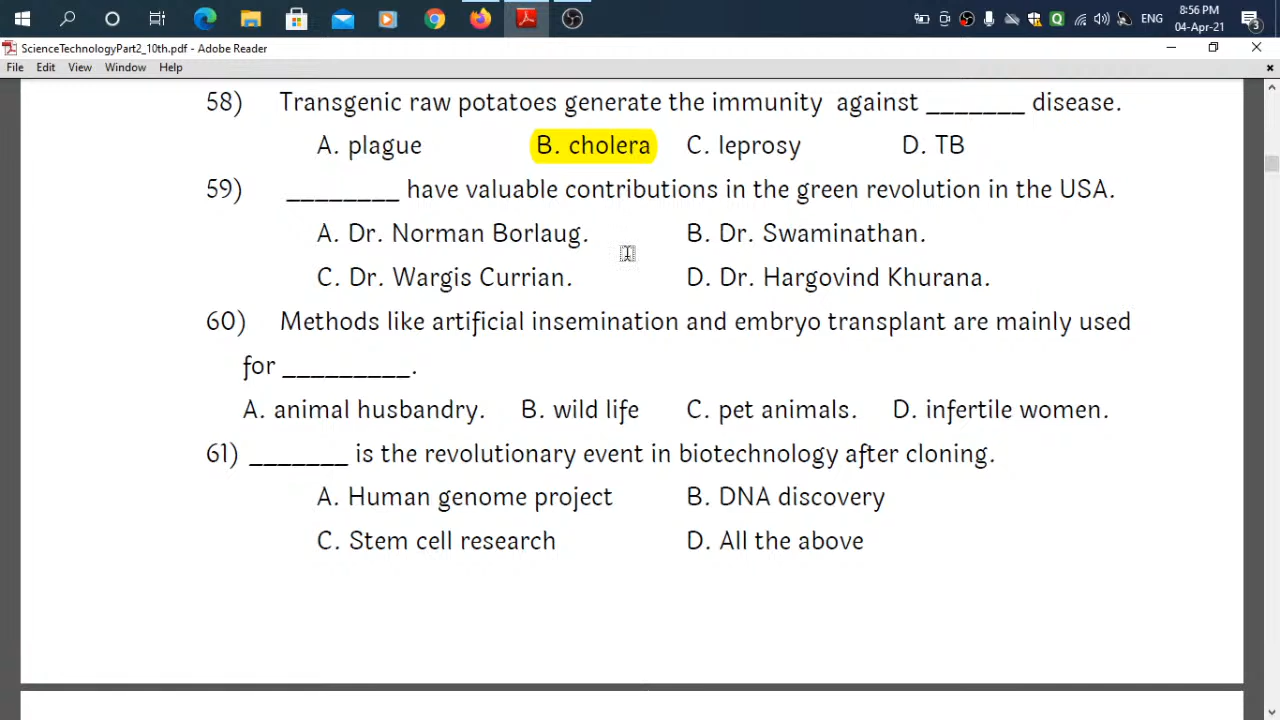 8:56 PM
ENG
04-Apr-21
3
ScienceTechnologyPart2_10th.pdf - Adobe Reader
File Edit View Window Help
58) Transgenic raw potatoes generate the immunity against _______ disease.
A. plague B. cholera C. leprosy D. TB
59) ________ have valuable contributions in the green revolution in the USA.
A. Dr. Norman Borlaug. B. Dr. Swaminathan.
C. Dr. Wargis Currian. D. Dr. Hargovind Khurana.
60) Methods like artificial insemination and embryo transplant are mainly used
for _________.
A. animal husbandry. B. wild life C. pet animals. D. infertile women.
61) _______ is the revolutionary event in biotechnology after cloning.
A. Human genome project B. DNA discovery
C. Stem cell research D. All the above